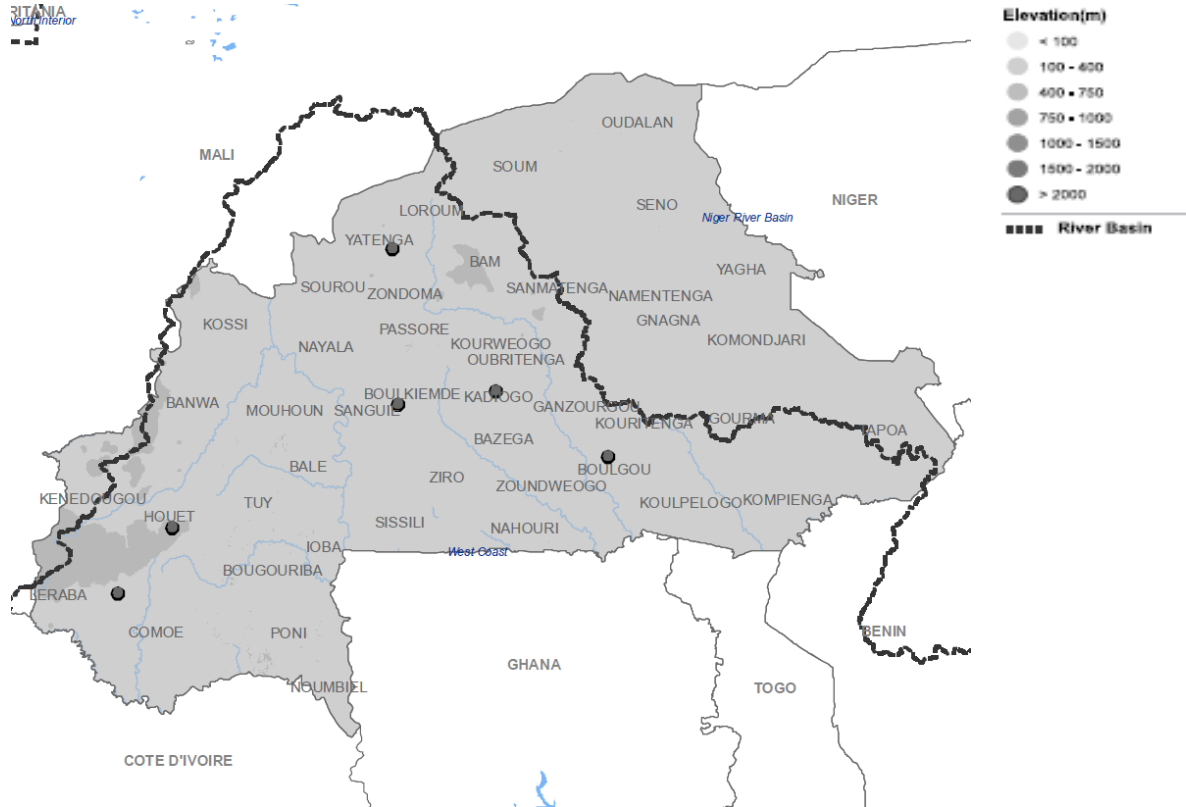 RITANIA
North Interior
Elevation(m)
< 100
100 - 400
400 - 750
750 - 1000
1000 - 1500
1500 - 2000
> 2000
River Basin
OUDALAN
MALI
SOUM
NIGER
SENO
LOROUM
Niger River Basin
YATENGA
BAM
YAGHA
SOUROU
ZONDOMA
SANMATENGA
NAMENTENGA
KOSSI
GNAGNA
PASSORE
KOMONDJARI
NAYALA
KOURWEOGO
OUBRITENGA
BOULKIEMDE
KADIOGO
BANWA
MOUHOUN
SANGUIE
GANZOURGOU
KOURITENGA
GOURMA
TAPOA
BAZEGA
BALE
BOULGOU
ZIRO
ZOUNDWEOGO
KENEDOUGOU
TUY
KOULPELOGO
KOMPIENGA
HOUET
SISSILI
NAHOURI
IOBA
West Coast
BOUGOURIBA
LERABA
COMOE
PONI
BENIN
GHANA
NOUMBIEL
TOGO
COTE D'IVOIRE